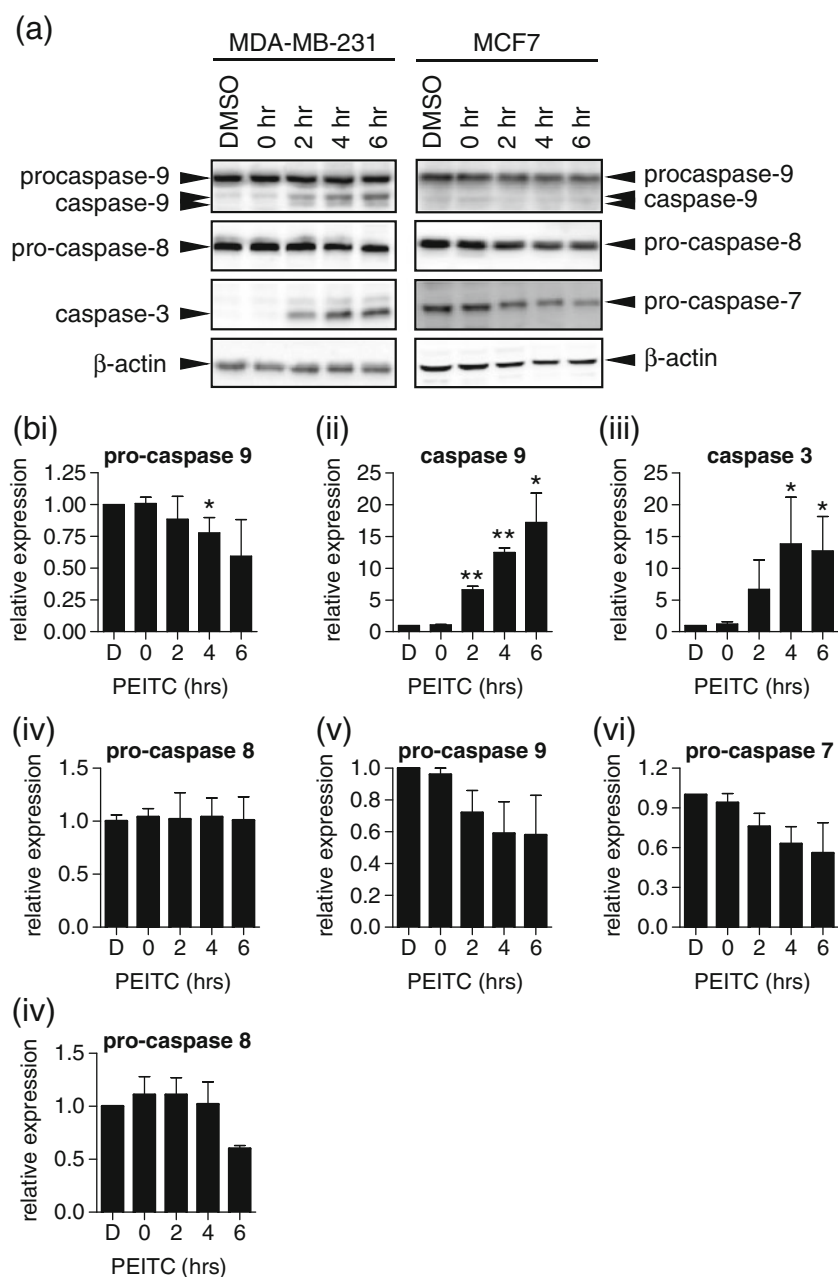 (a)
MDA-MB-231 MCF7
DMSO 0 hr 2 hr 4 hr 6 hr DMSO 0 hr 2 hr 4 hr 6 hr
procaspase-9 procaspase-9
caspase-9 caspase-9
pro-caspase-8 pro-caspase-8
caspase-3 pro-caspase-7
β-actin β-actin
(bi) (ii) (iii)
pro-caspase 9 caspase 9 caspase 3
relative expression relative expression relative expression
1.25 25 25
1.00 20 20
0.75 15 15
0.50 10 10
0.25 5 5
0.00 0 0
* ** ** * * *
D 0 2 4 6 D 0 2 4 6 D 0 2 4 6
PEITC (hrs) PEITC (hrs) PEITC (hrs)
(iv) (v) (vi)
pro-caspase 8 pro-caspase 9 pro-caspase 7
relative expression relative expression relative expression
1.5 1.0 1.2
1.0 0.8 0.9
0.5 0.6 0.6
0.0 0.4 0.3
0.2 0.0
0.0
D 0 2 4 6 D 0 2 4 6 D 0 2 4 6
PEITC (hrs) PEITC (hrs) PEITC (hrs)
(iv)
pro-caspase 8
relative expression
1.5
1.0
0.5
0.0
D 0 2 4 6
PEITC (hrs)